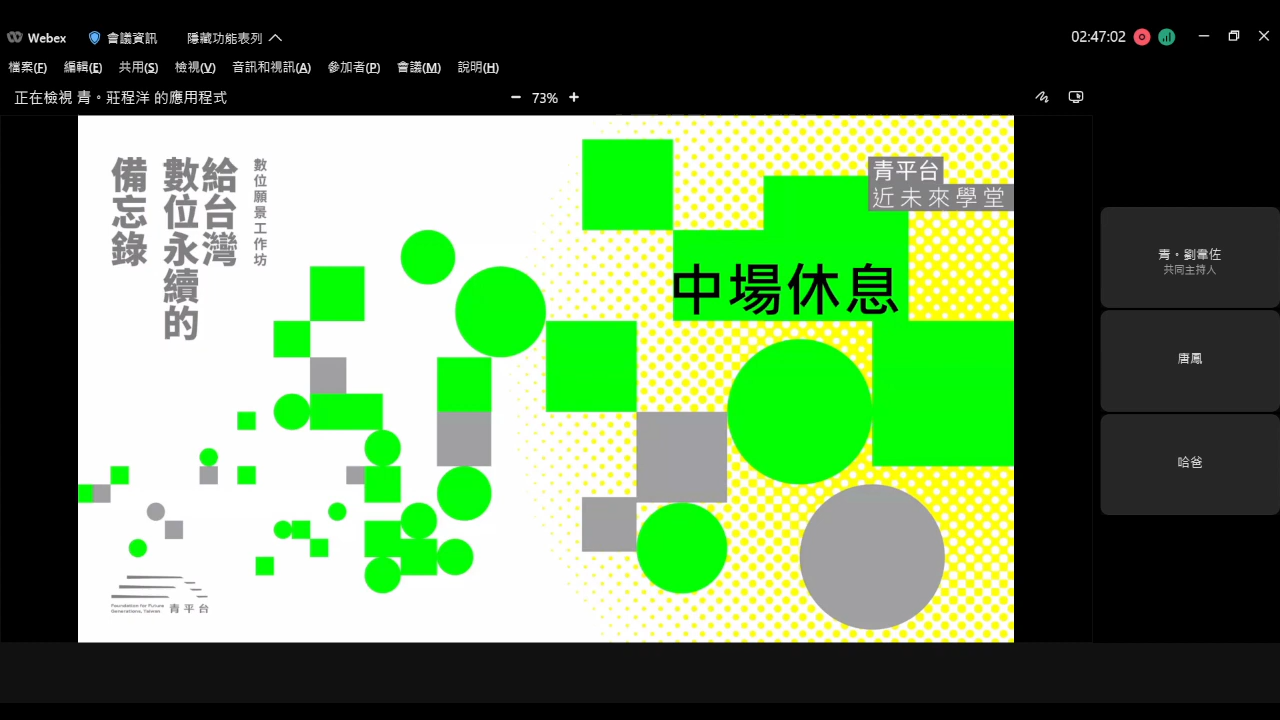 Webex
會議資訊
隱藏功能表列
02:47:02
檔案(F) 編輯(E) 共用(S) 檢視(V) 音訊和視訊(A) 參加者(P) 會議(M) 說明(H)
正在檢視 青。莊程洋 的應用程式
73%
數位願景工作坊
給台灣
數位永續的
備忘錄
青平台
近未來學堂
中場休息
Foundation for Future
Generations, Taiwan
青平台
青。劉韋佐
共同主持人
唐鳳
哈爸